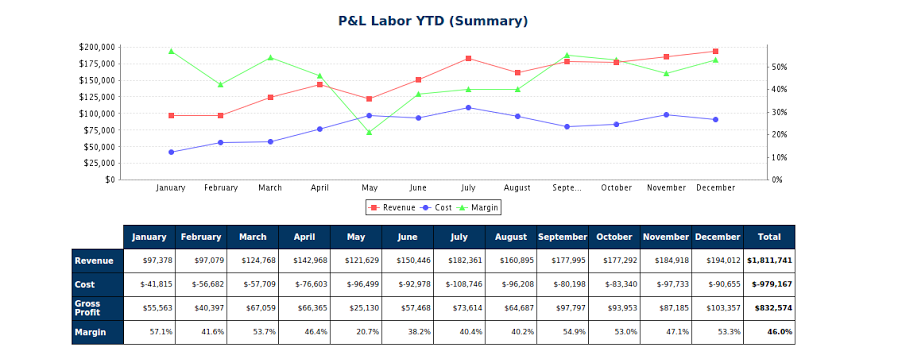 P&L Labor YTD (Summary)
$200,000
$175,000
$150,000
$125,000
$100,000
$75,000
$50,000
$25,000
$0
50%
40%
30%
20%
10%
0%
January February March April May June July August Septe... October November December
Revenue Cost Margin
January February March April May June July August September October November December Total
Revenue $97,378 $97,079 $124,768 $142,968 $121,629 $150,446 $182,361 $160,895 $177,995 $177,292 $184,918 $194,012 $1,811,741
Cost $-41,815 $-56,682 $-57,709 $-76,603 $-96,499 $-92,978 $-108,746 $-96,208 $-80,198 $-83,340 $-97,733 $-90,655 $-979,167
Gross
Profit $55,563 $40,397 $67,059 $66,365 $25,130 $57,468 $73,614 $64,687 $97,797 $93,953 $87,185 $103,357 $832,574
Margin 57.1% 41.6% 53.7% 46.4% 20.7% 38.2% 40.4% 40.2% 54.9% 53.0% 47.1% 53.3% 46.0%